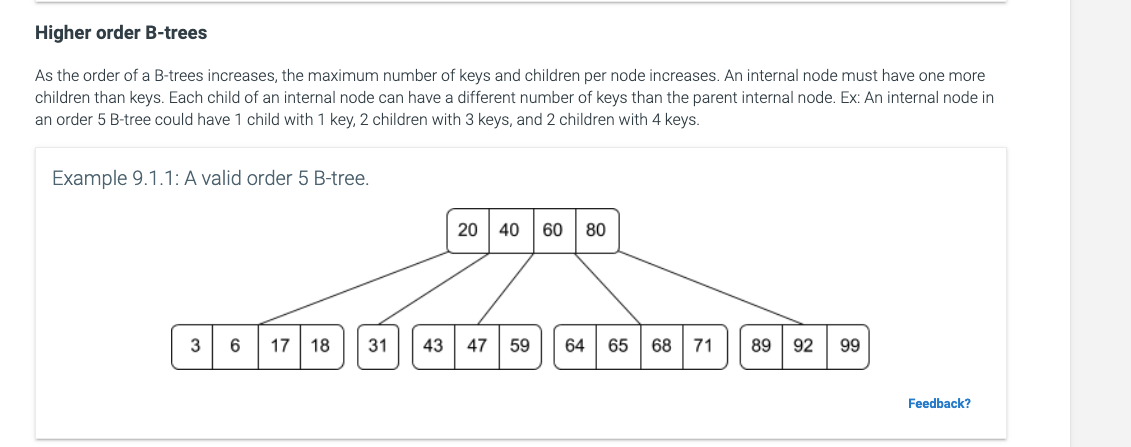 Higher order B-trees
As the order of a B-trees increases, the maximum number of keys and children per node increases. An internal node must have one more
children than keys. Each child of an internal node can have a different number of keys than the parent internal node. Ex: An internal node in
an order 5 B-tree could have 1 child with 1 key, 2 children with 3 keys, and 2 children with 4 keys.
Example 9.1.1: A valid order 5 B-tree.
20 40 60 80
3 6 17 18 31 43 47 59 64 65 68 71 89 92 99
Feedback?